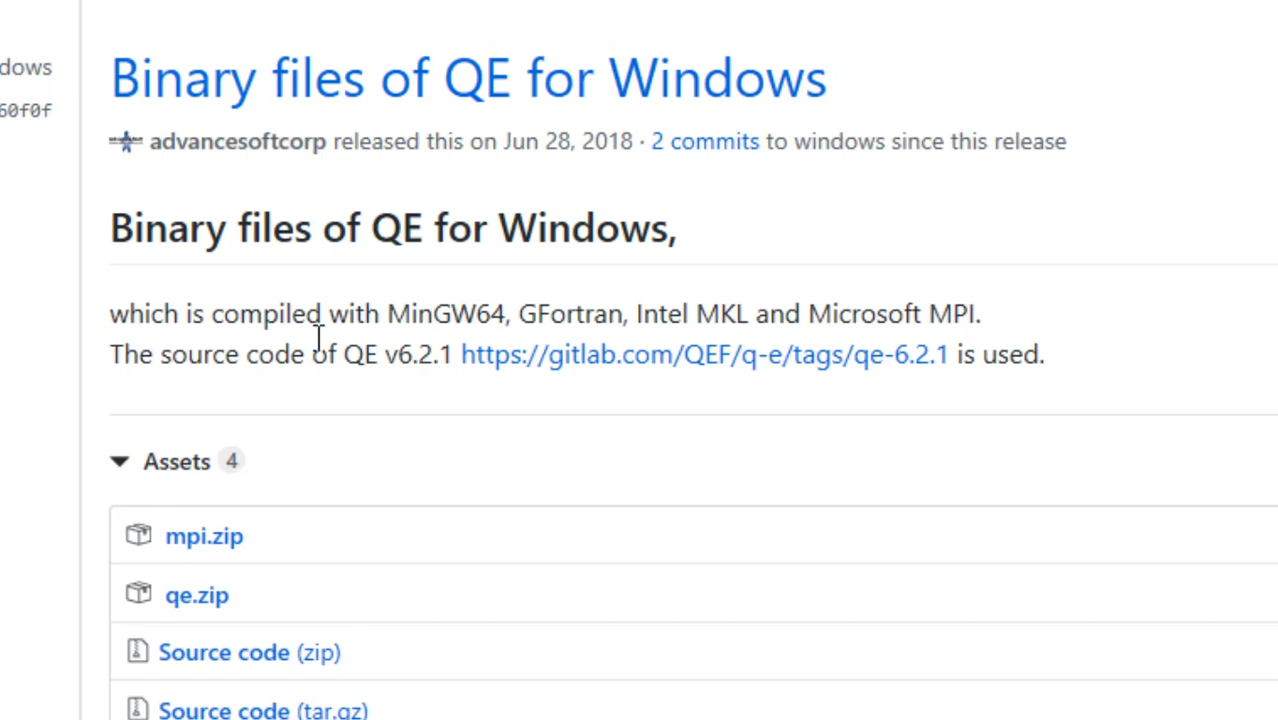 dows
60f0f
Binary files of QE for Windows
advancesoftcorp released this on Jun 28, 2018 · 2 commits to windows since this release
Binary files of QE for Windows,
which is compiled with MinGW64, GFortran, Intel MKL and Microsoft MPI.
The source code of QE v6.2.1 https://gitlab.com/QEF/q-e/tags/qe-6.2.1 is used.
Assets 4
mpi.zip
qe.zip
Source code (zip)
Source code (tar.gz)